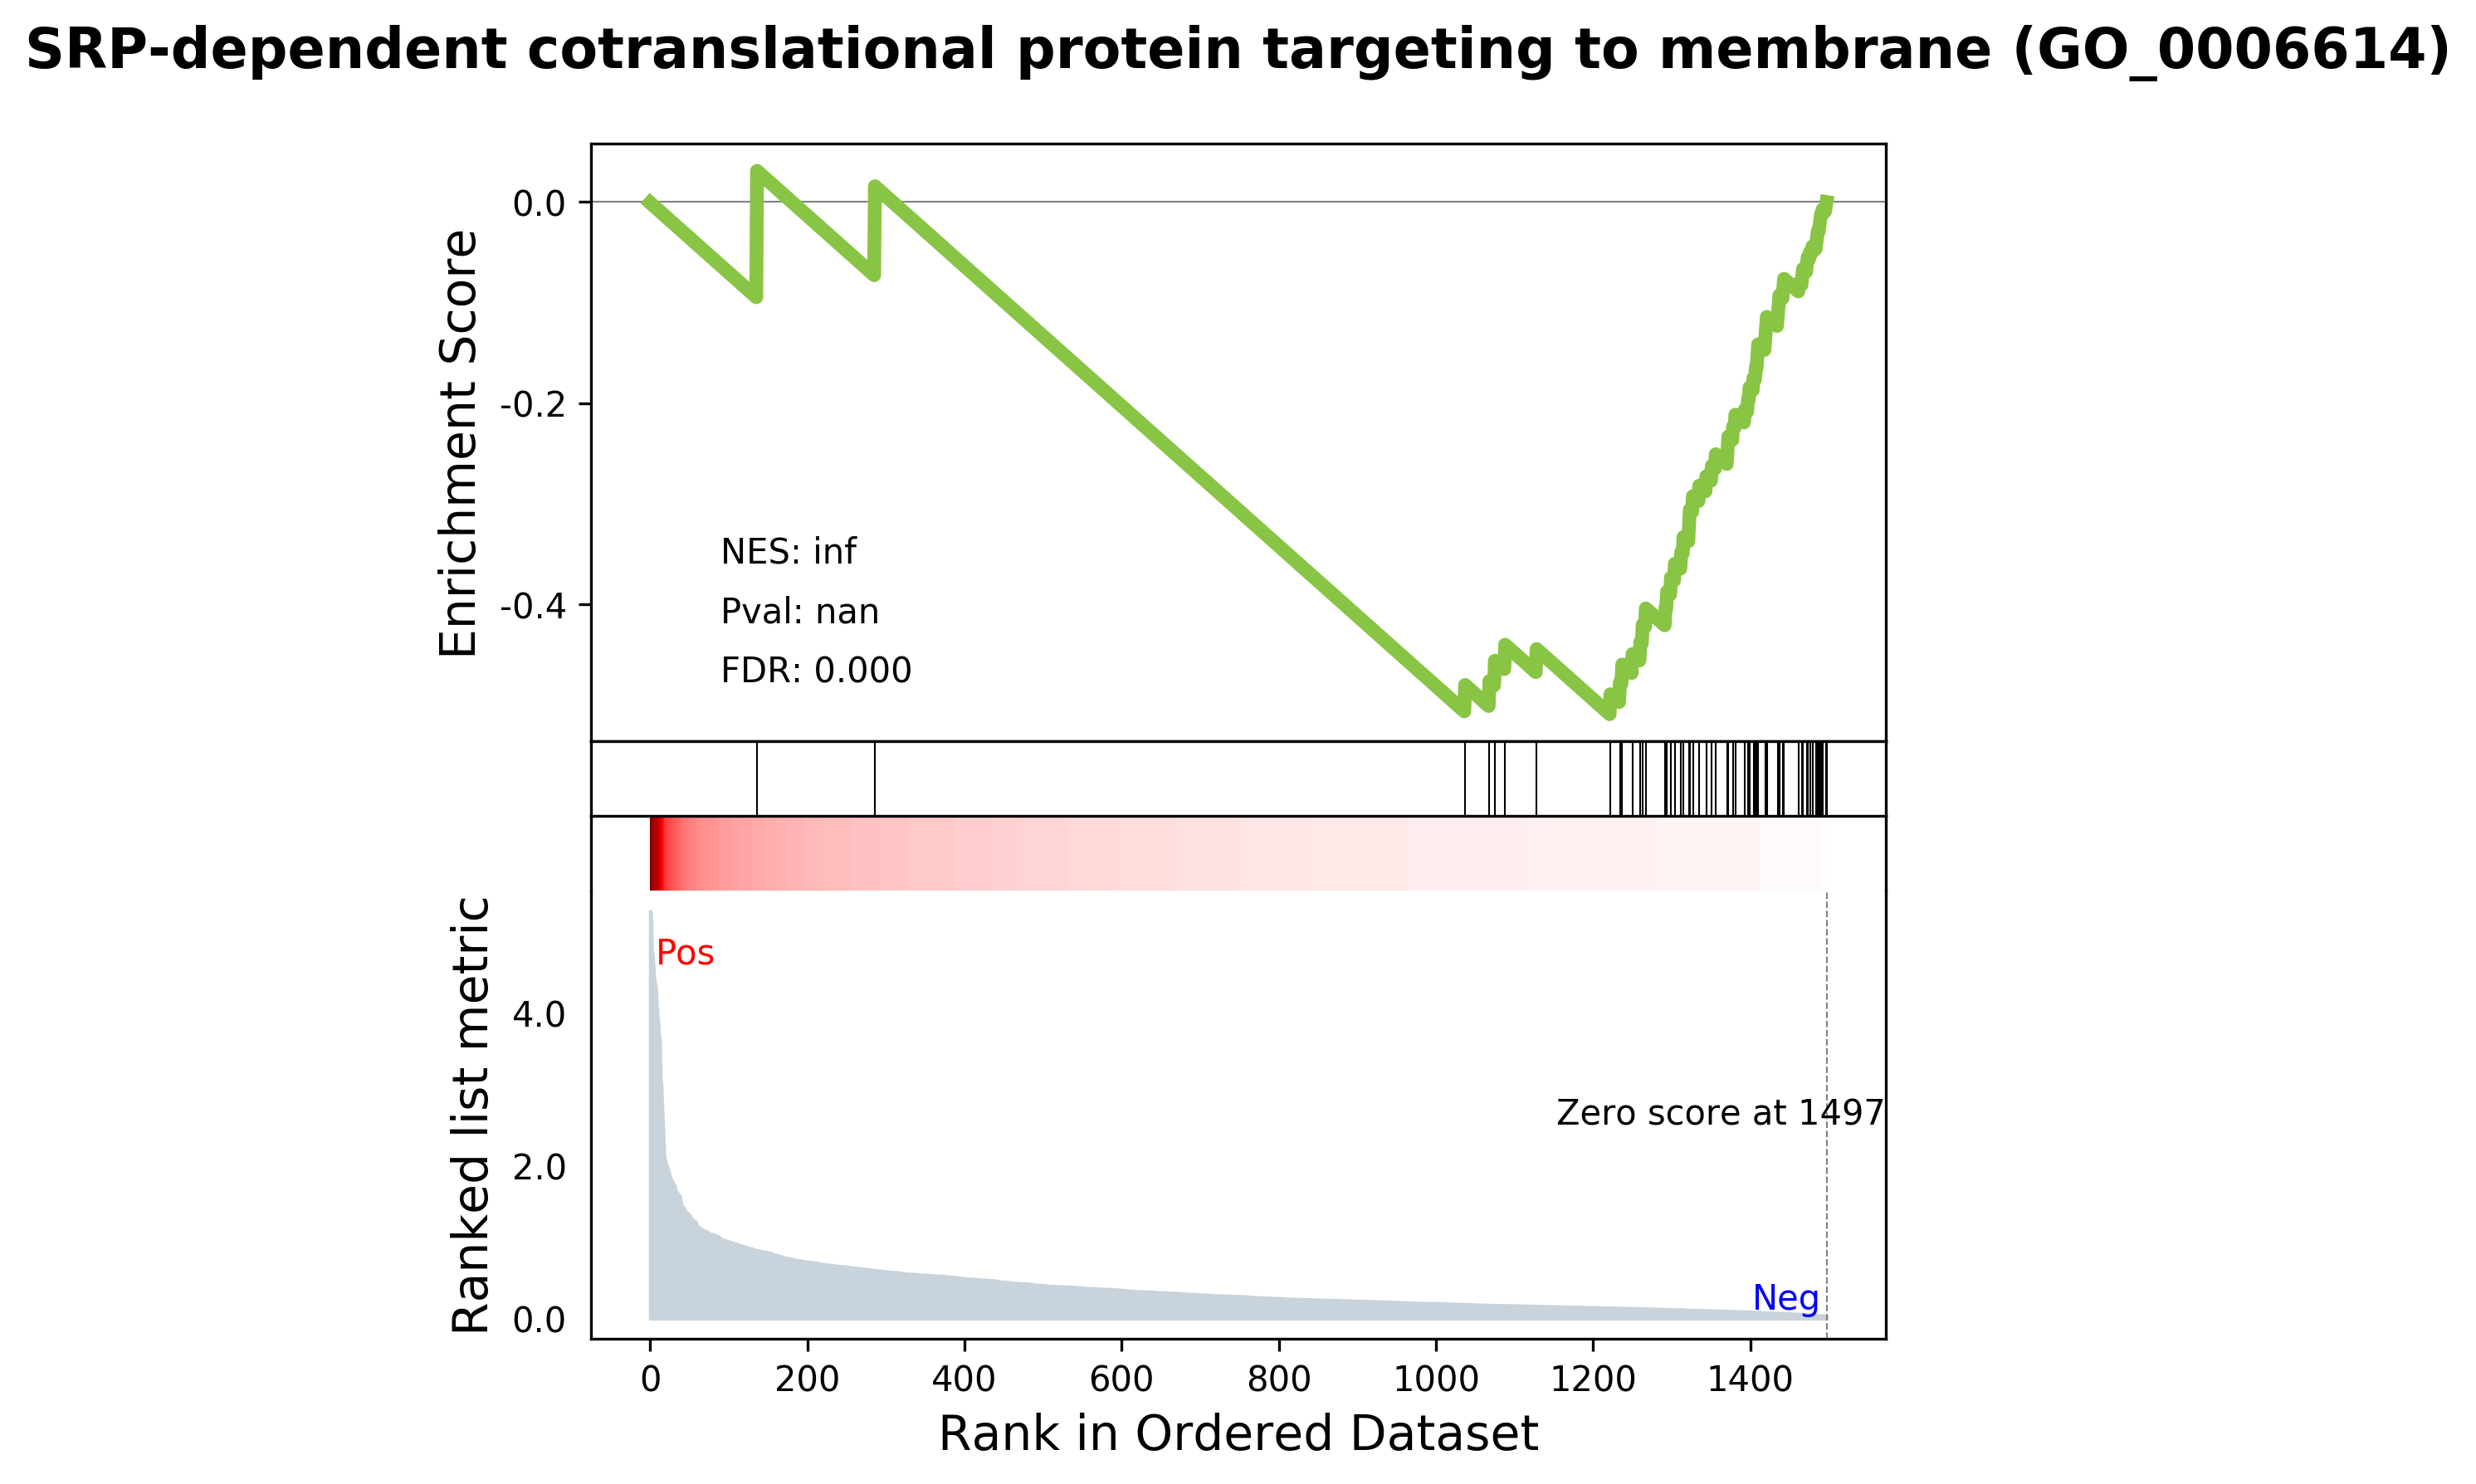 SRP-dependent cotranslational protein targeting to membrane (GO_0006614)
Enrichment Score
0.0
-0.2
-0.4
NES: inf
Pval: nan
FDR: 0.000
Ranked list metric
Pos
4.0
Zero score at 1497
2.0
Neg
0.0
0 200 400 600 800 1000 1200 1400
Rank in Ordered Dataset